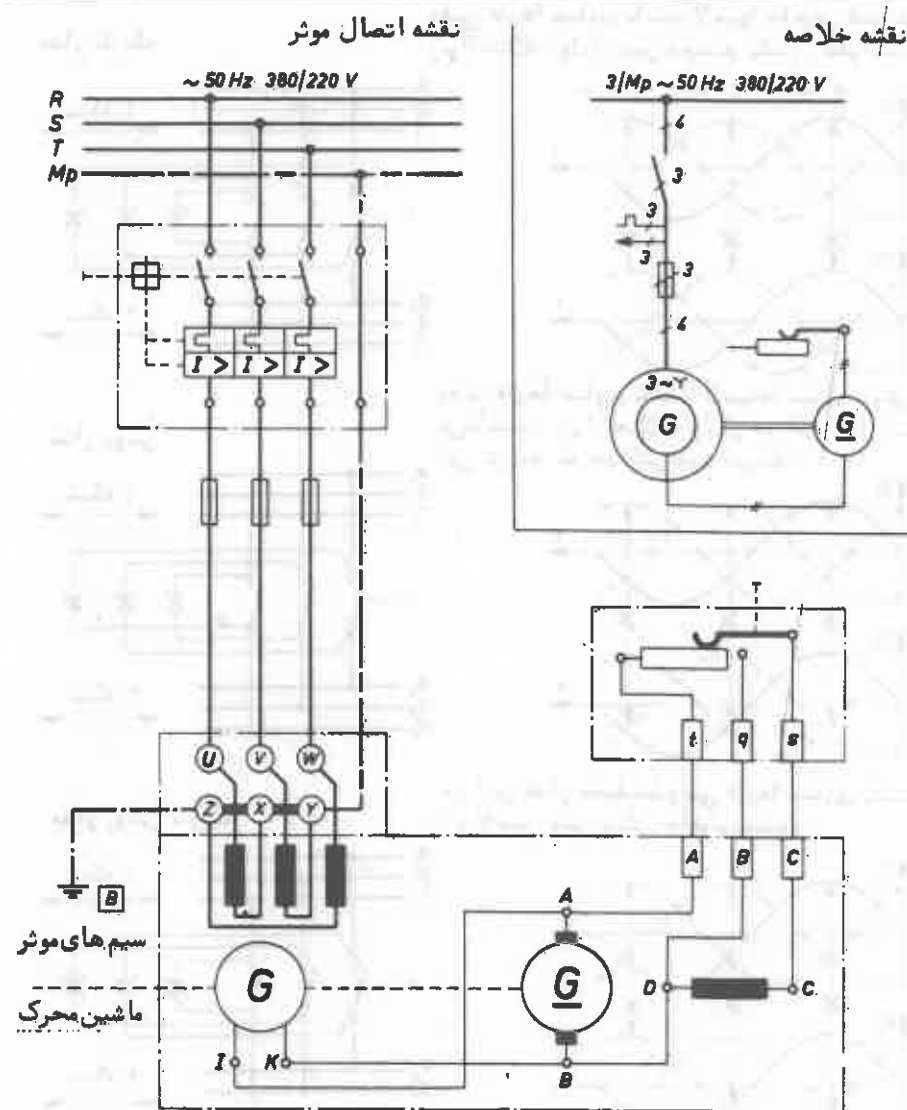 نقشه اتصال موثر
نقشه خلاصه
~ 50 Hz 380/220 V
R
S
T
Mp
I > I > I >
U V W
Z X Y
B
سیم های موثر
ماشین محرک
G
I K
3/Mp ~ 50 Hz 380/220 V
4
3
3
3
3
4
3~Y
G
G
t q s
A B C
A
G
D C
B